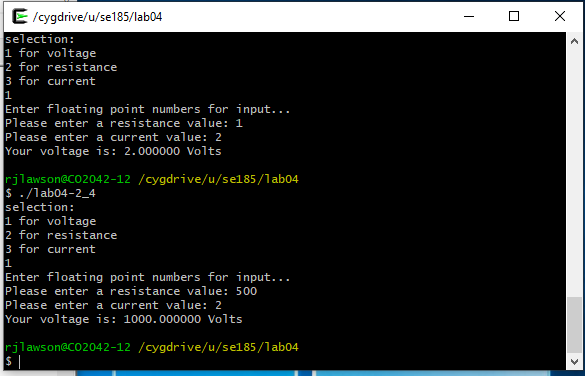 /cygdrive/u/se185/lab04
selection:
1 for voltage
2 for resistance
3 for current
1
Enter floating point numbers for input...
Please enter a resistance value: 1
Please enter a current value: 2
Your voltage is: 2.000000 Volts
rjlawson@CO2042-12 /cygdrive/u/se185/lab04
$ ./lab04-2_4
selection:
1 for voltage
2 for resistance
3 for current
1
Enter floating point numbers for input...
Please enter a resistance value: 500
Please enter a current value: 2
Your voltage is: 1000.000000 Volts
rjlawson@CO2042-12 /cygdrive/u/se185/lab04
$